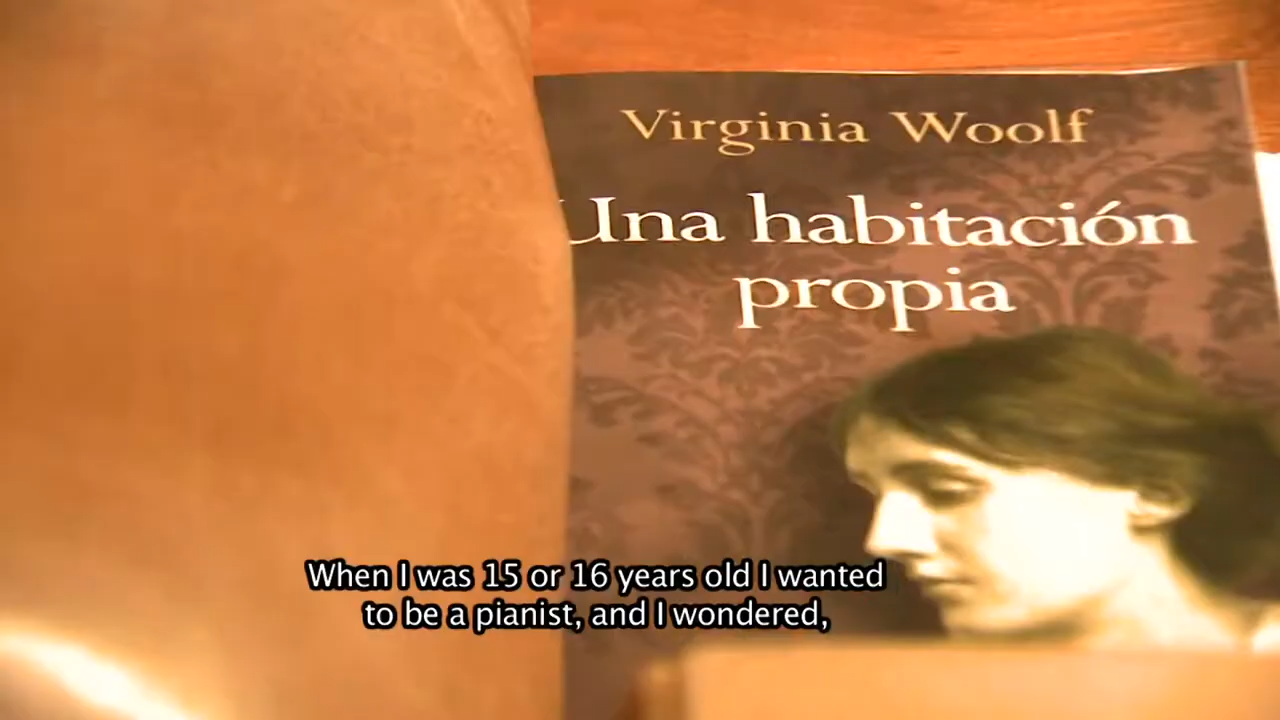 Virginia Woolf
Una habitación
propia
When I was 15 or 16 years old I wanted
to be a pianist, and I wondered,